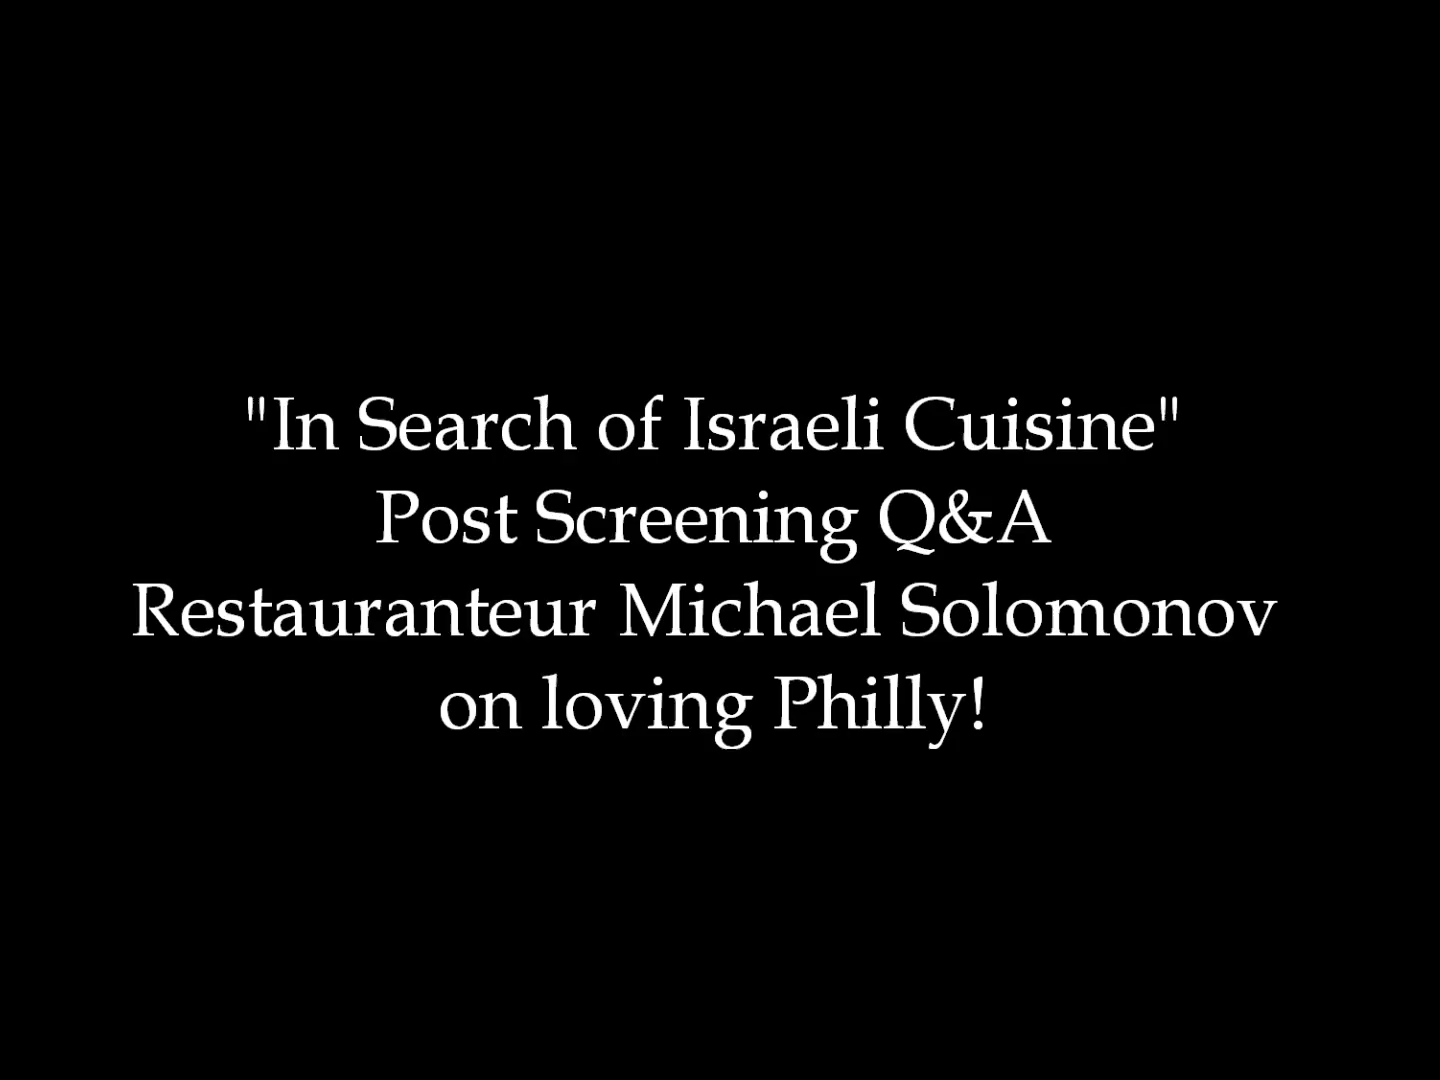 "In Search of Israeli Cuisine"
Post Screening Q&A
Restauranteur Michael Solomonov
on loving Philly!